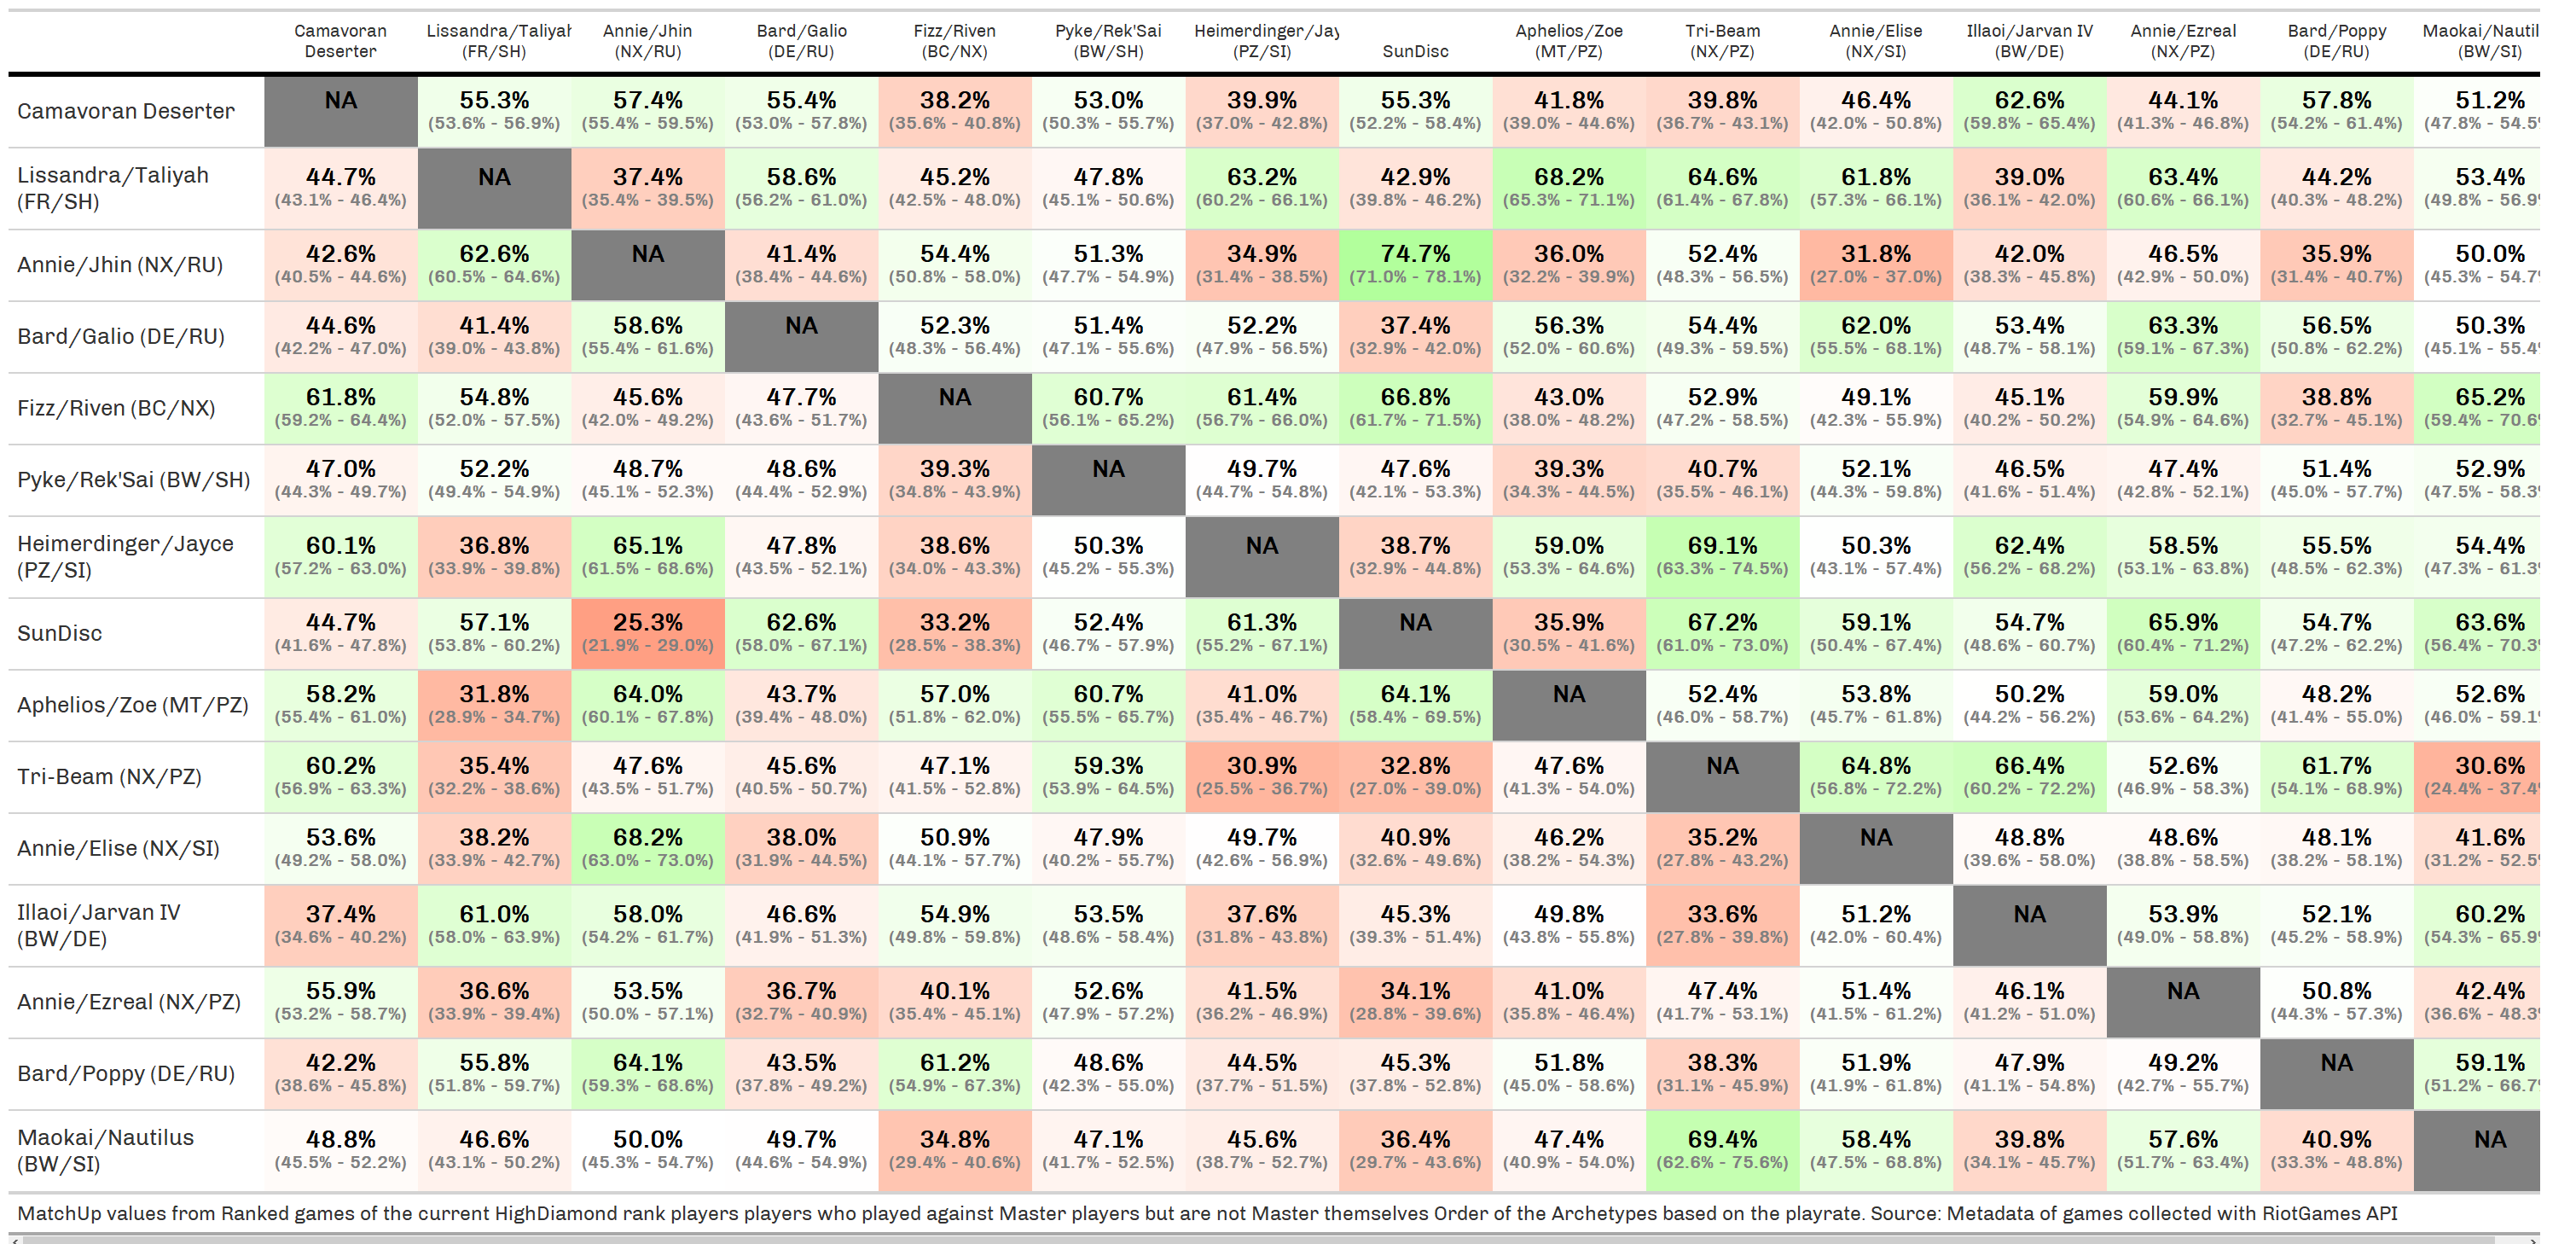 Camavoran Deserter Lissandra/Taliyah (FR/SH) Annie/Jhin (NX/RU) Bard/Galio (DE/RU) Fizz/Riven (BC/NX) Pyke/Rek'Sai (BW/SH) Heimerdinger/Jay (PZ/SI) SunDisc Aphelios/Zoe (MT/PZ) Tri-Beam (NX/PZ) Annie/Elise (NX/SI) Illaoi/Jarvan IV (BW/DE) Annie/Ezreal (NX/PZ) Bard/Poppy (DE/RU) Maokai/Nautil (BW/SI)
Camavoran Deserter NA 55.3% 57.4% 55.4% 38.2% 53.0% 39.9% 55.3% 41.8% 39.8% 46.4% 62.6% 44.1% 57.8% 51.2%
(53.6% - 56.9%) (55.4% - 59.5%) (53.0% - 57.8%) (35.6% - 40.8%) (50.3% - 55.7%) (37.0% - 42.8%) (52.2% - 58.4%) (39.0% - 44.6%) (36.7% - 43.1%) (42.0% - 50.8%) (59.8% - 65.4%) (41.3% - 46.8%) (54.2% - 61.4%) (47.8% - 54.5
Lissandra/Taliyah (FR/SH) 44.7% NA 37.4% 58.6% 45.2% 47.8% 63.2% 42.9% 68.2% 64.6% 61.8% 39.0% 63.4% 44.2% 53.4%
(43.1% - 46.4%) (35.4% - 39.5%) (56.2% - 61.0%) (42.5% - 48.0%) (45.1% - 50.6%) (60.2% - 66.1%) (39.8% - 46.2%) (65.3% - 71.1%) (61.4% - 67.8%) (57.3% - 66.1%) (36.1% - 42.0%) (60.6% - 66.1%) (40.3% - 48.2%) (49.8% - 56.9
Annie/Jhin (NX/RU) 42.6% 62.6% NA 41.4% 54.4% 51.3% 34.9% 74.7% 36.0% 52.4% 31.8% 42.0% 46.5% 35.9% 50.0%
(40.5% - 44.6%) (60.5% - 64.6%) (38.4% - 44.6%) (50.8% - 58.0%) (47.7% - 54.9%) (31.4% - 38.5%) (71.0% - 78.1%) (32.2% - 39.9%) (48.3% - 56.5%) (27.0% - 37.0%) (38.3% - 45.8%) (42.9% - 50.0%) (31.4% - 40.7%) (45.3% - 54.7
Bard/Galio (DE/RU) 44.6% 41.4% 58.6% NA 52.3% 51.4% 52.2% 37.4% 56.3% 54.4% 62.0% 53.4% 63.3% 56.5% 50.3%
(42.2% - 47.0%) (39.0% - 43.8%) (55.4% - 61.6%) (48.3% - 56.4%) (47.1% - 55.6%) (47.9% - 56.5%) (32.9% - 42.0%) (52.0% - 60.6%) (49.3% - 59.5%) (55.5% - 68.1%) (48.7% - 58.1%) (59.1% - 67.3%) (50.8% - 62.2%) (45.1% - 55.4
Fizz/Riven (BC/NX) 61.8% 54.8% 45.6% 47.7% NA 60.7% 61.4% 66.8% 43.0% 52.9% 49.1% 45.1% 59.9% 38.8% 65.2%
(59.2% - 64.4%) (52.0% - 57.5%) (42.0% - 49.2%) (43.6% - 51.7%) (56.1% - 65.2%) (56.7% - 66.0%) (61.7% - 71.5%) (38.0% - 48.2%) (47.2% - 58.5%) (42.3% - 55.9%) (40.2% - 50.2%) (54.9% - 64.6%) (32.7% - 45.1%) (59.4% - 70.6
Pyke/Rek'Sai (BW/SH) 47.0% 52.2% 48.7% 48.6% 39.3% NA 49.7% 47.6% 39.3% 40.7% 52.1% 46.5% 47.4% 51.4% 52.9%
(44.3% - 49.7%) (49.4% - 54.9%) (45.1% - 52.3%) (44.4% - 52.9%) (34.8% - 43.9%) (44.7% - 54.8%) (42.1% - 53.3%) (34.3% - 44.5%) (35.5% - 46.1%) (44.3% - 59.8%) (41.6% - 51.4%) (42.8% - 52.1%) (45.0% - 57.7%) (47.5% - 58.3
Heimerdinger/Jayce (PZ/SI) 60.1% 36.8% 65.1% 47.8% 38.6% 50.3% NA 38.7% 59.0% 69.1% 50.3% 62.4% 58.5% 55.5% 54.4%
(57.2% - 63.0%) (33.9% - 39.8%) (61.5% - 68.6%) (43.5% - 52.1%) (34.0% - 43.3%) (45.2% - 55.3%) (32.9% - 44.8%) (53.3% - 64.6%) (63.3% - 74.5%) (43.1% - 57.4%) (56.2% - 68.2%) (53.1% - 63.8%) (48.5% - 62.3%) (47.3% - 61.3
SunDisc 44.7% 57.1% 25.3% 62.6% 33.2% 52.4% 61.3% NA 35.9% 67.2% 59.1% 54.7% 65.9% 54.7% 63.6%
(41.6% - 47.8%) (53.8% - 60.2%) (21.9% - 29.0%) (58.0% - 67.1%) (28.5% - 38.3%) (46.7% - 57.9%) (55.2% - 67.1%) (30.5% - 41.6%) (61.0% - 73.0%) (50.4% - 67.4%) (48.6% - 60.7%) (60.4% - 71.2%) (47.2% - 62.2%) (56.4% - 70.3
Aphelios/Zoe (MT/PZ) 58.2% 31.8% 64.0% 43.7% 57.0% 60.7% 41.0% 64.1% NA 52.4% 53.8% 50.2% 59.0% 48.2% 52.6%
(55.4% - 61.0%) (28.9% - 34.7%) (60.1% - 67.8%) (39.4% - 48.0%) (51.8% - 62.0%) (55.5% - 65.7%) (35.4% - 46.7%) (58.4% - 69.5%) (46.0% - 58.7%) (45.7% - 61.8%) (44.2% - 56.2%) (53.6% - 64.2%) (41.4% - 55.0%) (46.0% - 59.1
Tri-Beam (NX/PZ) 60.2% 35.4% 47.6% 45.6% 47.1% 59.3% 30.9% 32.8% 47.6% NA 64.8% 66.4% 52.6% 61.7% 30.6%
(56.9% - 63.3%) (32.2% - 38.6%) (43.5% - 51.7%) (40.5% - 50.7%) (41.5% - 52.8%) (53.9% - 64.5%) (25.5% - 36.7%) (27.0% - 39.0%) (41.3% - 54.0%) (56.8% - 72.2%) (60.2% - 72.2%) (46.9% - 58.3%) (54.1% - 68.9%) (24.4% - 37.4
Annie/Elise (NX/SI) 53.6% 38.2% 68.2% 38.0% 50.9% 47.9% 49.7% 40.9% 46.2% 35.2% NA 48.8% 48.6% 48.1% 41.6%
(49.2% - 58.0%) (33.9% - 42.7%) (63.0% - 73.0%) (31.9% - 44.5%) (44.1% - 57.7%) (40.2% - 55.7%) (42.6% - 56.9%) (32.6% - 49.6%) (38.2% - 54.3%) (27.8% - 43.2%) (39.6% - 58.0%) (38.8% - 58.5%) (38.2% - 58.1%) (31.2% - 52.5
Illaoi/Jarvan IV (BW/DE) 37.4% 61.0% 58.0% 46.6% 54.9% 53.5% 37.6% 45.3% 49.8% 33.6% 51.2% NA 53.9% 52.1% 60.2%
(34.6% - 40.2%) (58.0% - 63.9%) (54.2% - 61.7%) (41.9% - 51.3%) (49.8% - 59.8%) (48.6% - 58.4%) (31.8% - 43.8%) (39.3% - 51.4%) (43.8% - 55.8%) (27.8% - 39.8%) (42.0% - 60.4%) (49.0% - 58.8%) (45.2% - 58.9%) (54.3% - 65.9
Annie/Ezreal (NX/PZ) 55.9% 36.6% 53.5% 36.7% 40.1% 52.6% 41.5% 34.1% 41.0% 47.4% 51.4% 46.1% NA 50.8% 42.4%
(53.2% - 58.7%) (33.9% - 39.4%) (50.0% - 57.1%) (32.7% - 40.9%) (35.4% - 45.1%) (47.9% - 57.2%) (36.2% - 46.9%) (28.8% - 39.6%) (35.8% - 46.4%) (41.7% - 53.1%) (41.5% - 61.2%) (41.2% - 51.0%) (44.3% - 57.3%) (36.6% - 48.3
Bard/Poppy (DE/RU) 42.2% 55.8% 64.1% 43.5% 61.2% 48.6% 44.5% 45.3% 51.8% 38.3% 51.9% 47.9% 49.2% NA 59.1%
(38.6% - 45.8%) (51.8% - 59.7%) (59.3% - 68.6%) (37.8% - 49.2%) (54.9% - 67.3%) (42.3% - 55.0%) (37.7% - 51.5%) (37.8% - 52.8%) (45.0% - 58.6%) (31.1% - 45.9%) (41.9% - 61.8%) (41.1% - 54.8%) (42.7% - 55.7%) (51.2% - 66.7
Maokai/Nautilus (BW/SI) 48.8% 46.6% 50.0% 49.7% 34.8% 47.1% 45.6% 36.4% 47.4% 69.4% 58.4% 39.8% 57.6% 40.9% NA
(45.5% - 52.2%) (43.1% - 50.2%) (45.3% - 54.7%) (44.6% - 54.9%) (29.4% - 40.6%) (41.7% - 52.5%) (38.7% - 52.7%) (29.7% - 43.6%) (40.9% - 54.0%) (62.6% - 75.6%) (47.5% - 68.8%) (34.1% - 45.7%) (51.7% - 63.4%) (33.3% - 48.8%)
MatchUp values from Ranked games of the current HighDiamond rank players players who played against Master players but are not Master themselves Order of the Archetypes based on the playrate. Source: Metadata of games collected with RiotGames API